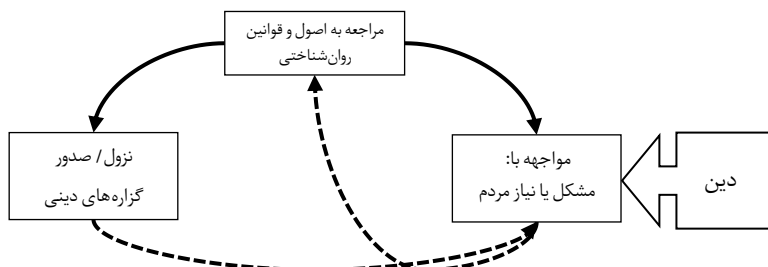 مراجعه به اصول و قوانین
روان‌شناختی
مواجهه با:
مشکل یا نیاز مردم
دین
نزول/ صدور
گزاره‌های دینی